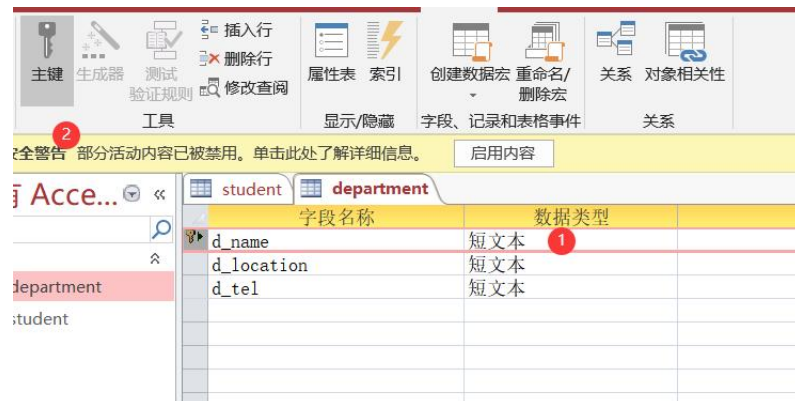 插入行
删除行
修改查阅
主键 生成器 测试 验证规则
属性表 索引
创建数据宏 重命名/ 删除宏
关系 对象相关性
工具 显示/隐藏 字段、记录和表格事件 关系
2
安全警告 部分活动内容已被禁用。单击此处了解详细信息。 启用内容
Acce... «
student department
字段名称 数据类型
d_name 短文本 1
d_location 短文本
d_tel 短文本
department
student